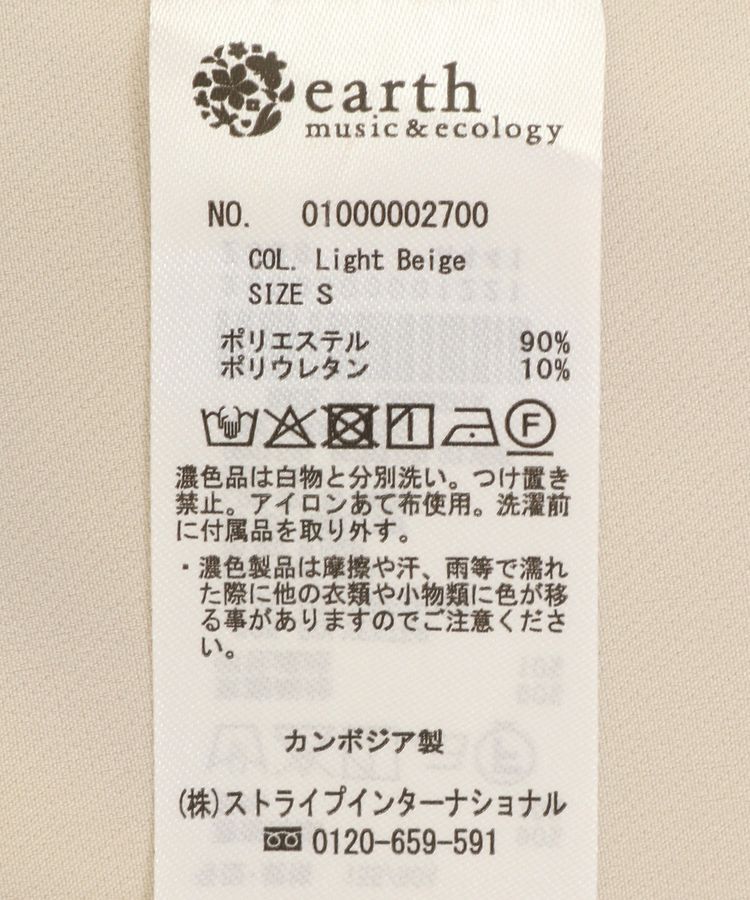 earth
music&ecology
NO. 01000002700
COL. Light Beige
SIZE S
ポリエステル 90%
ポリウレタン 10%
F
濃色品は白物と分別洗い。つけ置き
禁止。アイロンあて布使用。洗濯前
に付属品を取り外す。
・濃色製品は摩擦や汗、雨等で濡れ
た際に他の衣類や小物類に色が移
る事がありますのでご注意くださ
い。
カンボジア製
(株)ストライプインターナショナル
0120-659-591